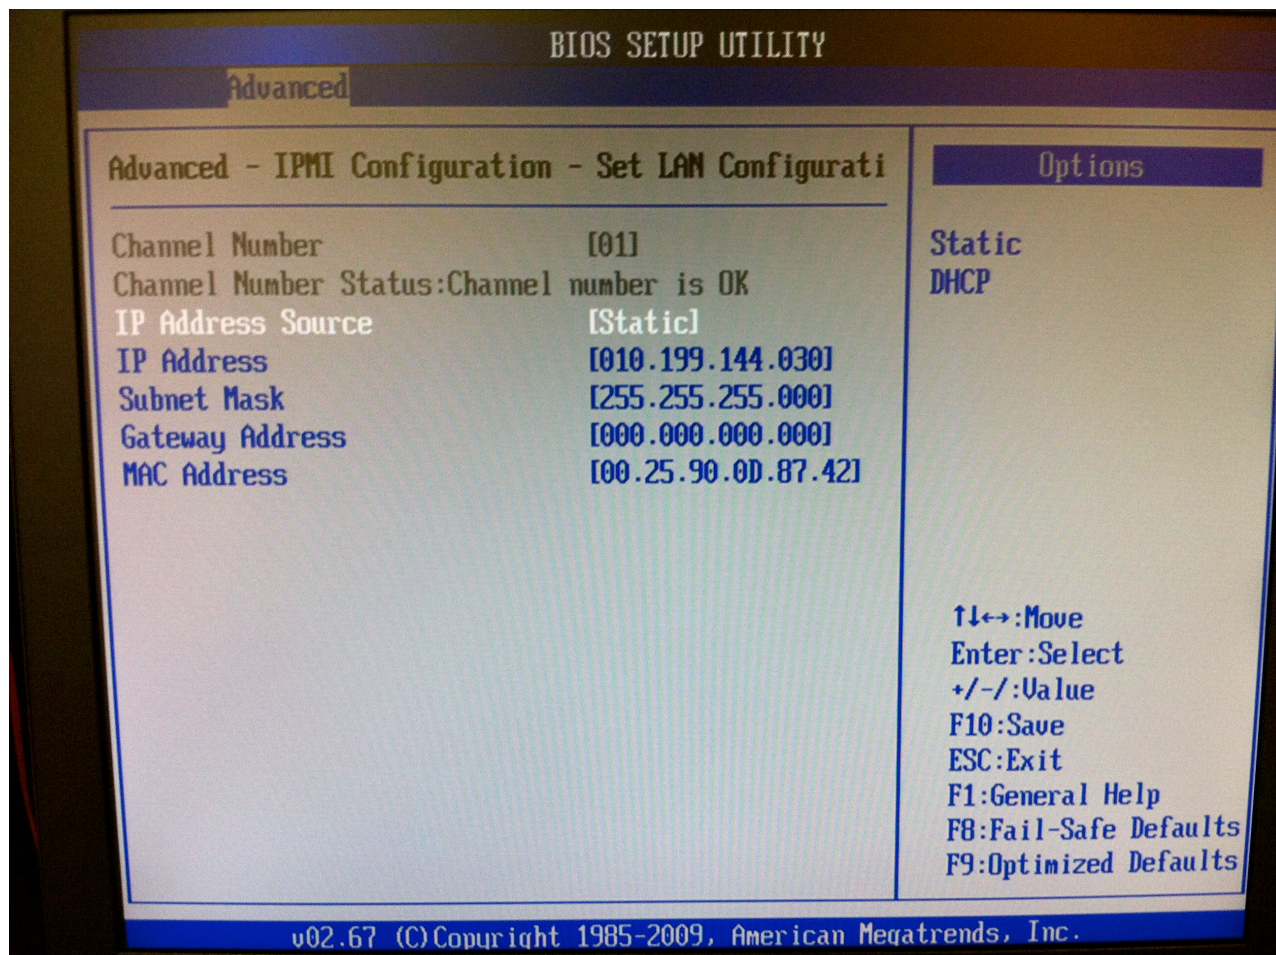 BIOS SETUP UTILITY
Advanced
Advanced - IPMI Configuration - Set LAN Configurati
Channel Number [01]
Channel Number Status:Channel number is OK
IP Address Source [Static]
IP Address [010.199.144.030]
Subnet Mask [255.255.255.000]
Gateway Address [000.000.000.000]
MAC Address [00.25.90.0D.87.42]
Options
Static
DHCP
↑↓←→:Move
Enter:Select
+/-/:Value
F10:Save
ESC:Exit
F1:General Help
F8:Fail-Safe Defaults
F9:Optimized Defaults
v02.67 (C)Copyright 1985-2009, American Megatrends, Inc.